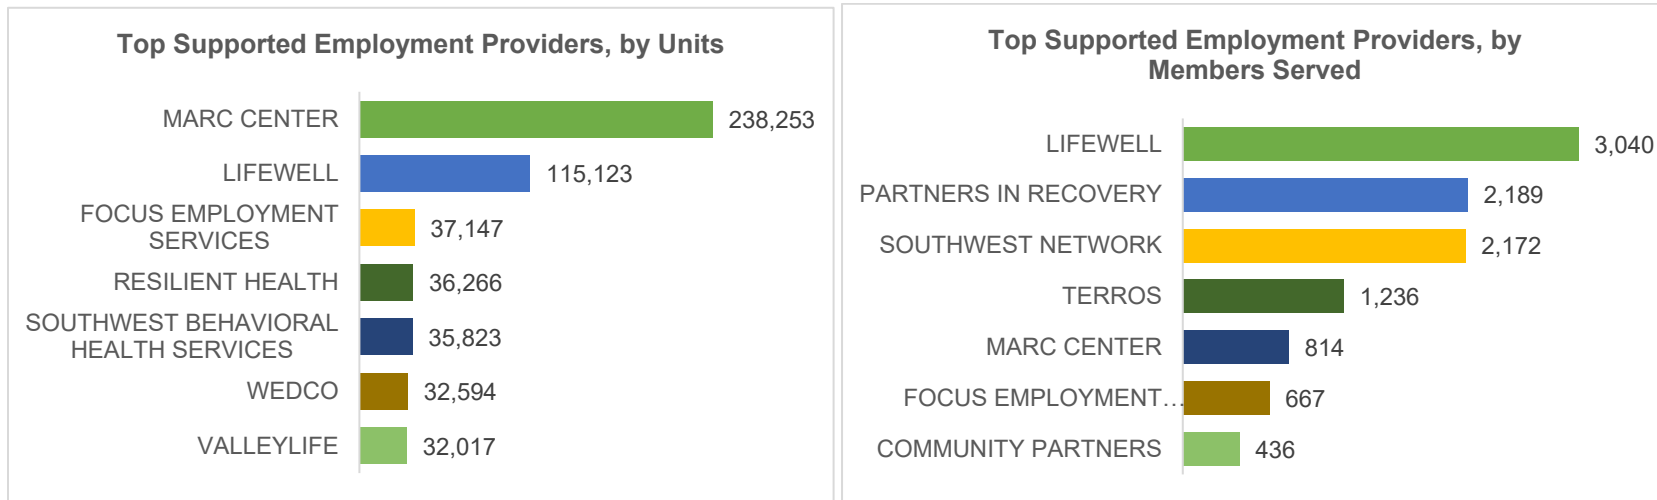 Top Supported Employment Providers, by Units
MARC CENTER
238,253
LIFEWELL
115,123
FOCUS EMPLOYMENT
SERVICES
37,147
RESILIENT HEALTH
36,266
SOUTHWEST BEHAVIORAL
HEALTH SERVICES
35,823
WEDCO
32,594
VALLEYLIFE
32,017
Top Supported Employment Providers, by
Members Served
LIFEWELL
3,040
PARTNERS IN RECOVERY
2,189
SOUTHWEST NETWORK
2,172
TERROS
1,236
MARC CENTER
814
FOCUS EMPLOYMENT…
667
COMMUNITY PARTNERS
436